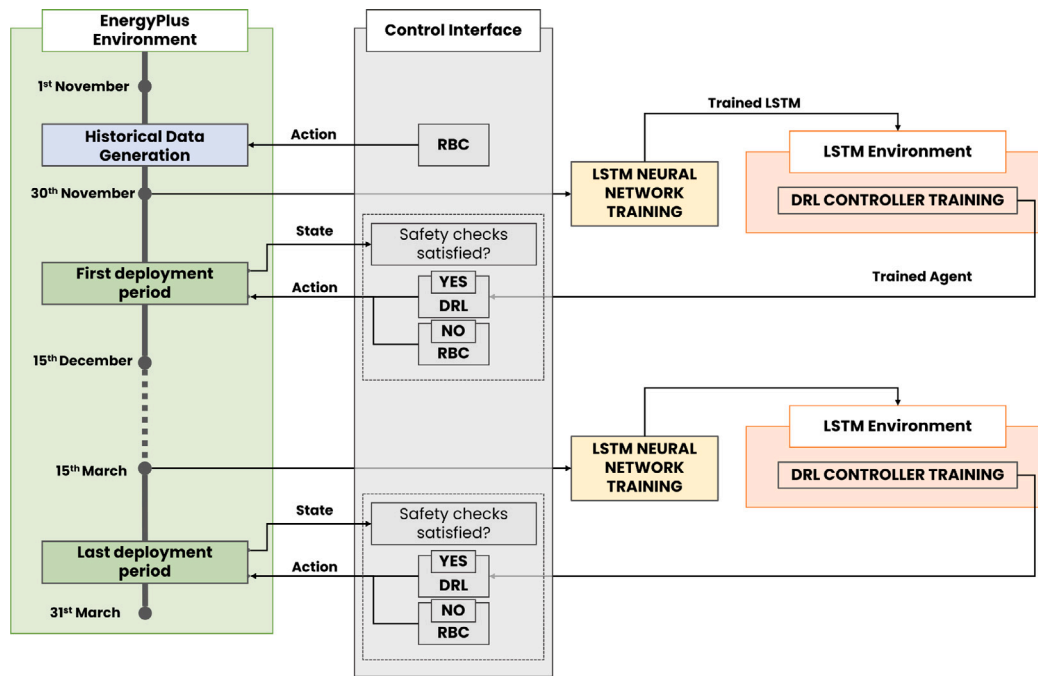 EnergyPlus
Environment
Control Interface
1st November
Trained LSTM
Historical Data
Generation
Action
RBC
LSTM Environment
30th November
LSTM NEURAL
NETWORK
TRAINING
DRL CONTROLLER TRAINING
State
Safety checks
satisfied?
First deployment
period
Action
YES
DRL
Trained Agent
NO
RBC
15th December
LSTM Environment
15th March
LSTM NEURAL
NETWORK
TRAINING
DRL CONTROLLER TRAINING
State
Safety checks
satisfied?
Last deployment
period
Action
YES
DRL
NO
RBC
31st March